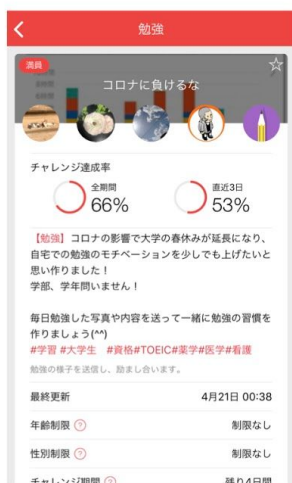 勉強
満員
コロナに負けるな
チャレンジ達成率
全期間
66%
直近3日
53%
【勉強】コロナの影響で大学の春休みが延長になり、
自宅での勉強のモチベーションを少しでも上げたいと
思い作りました！
学部、学年問いません！
毎日勉強した写真や内容を送って一緒に勉強の習慣を
作りましょう(^^)
#学習 #大学生 #資格#TOEIC#薬学#医学#看護
勉強の様子を送信し、励まし合います。
最終更新 4月21日 00:38
年齢制限 ? 制限なし
性別制限 ? 制限なし
チャレンジ期間 ? 残り4日間